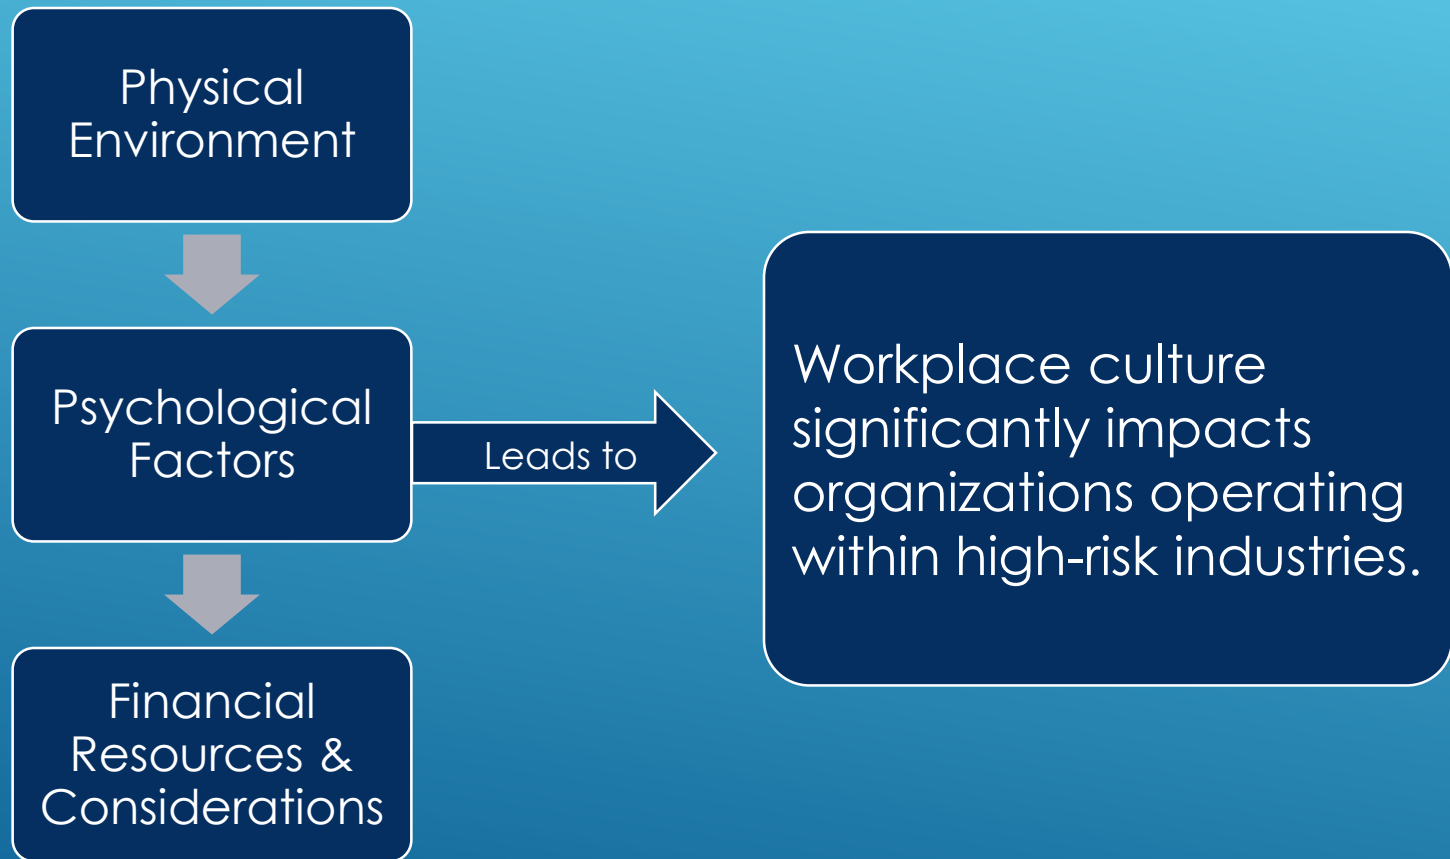 Physical
Environment
Psychological
Factors
Leads to
Financial
Resources &
Considerations
Workplace culture
significantly impacts
organizations operating
within high-risk industries.